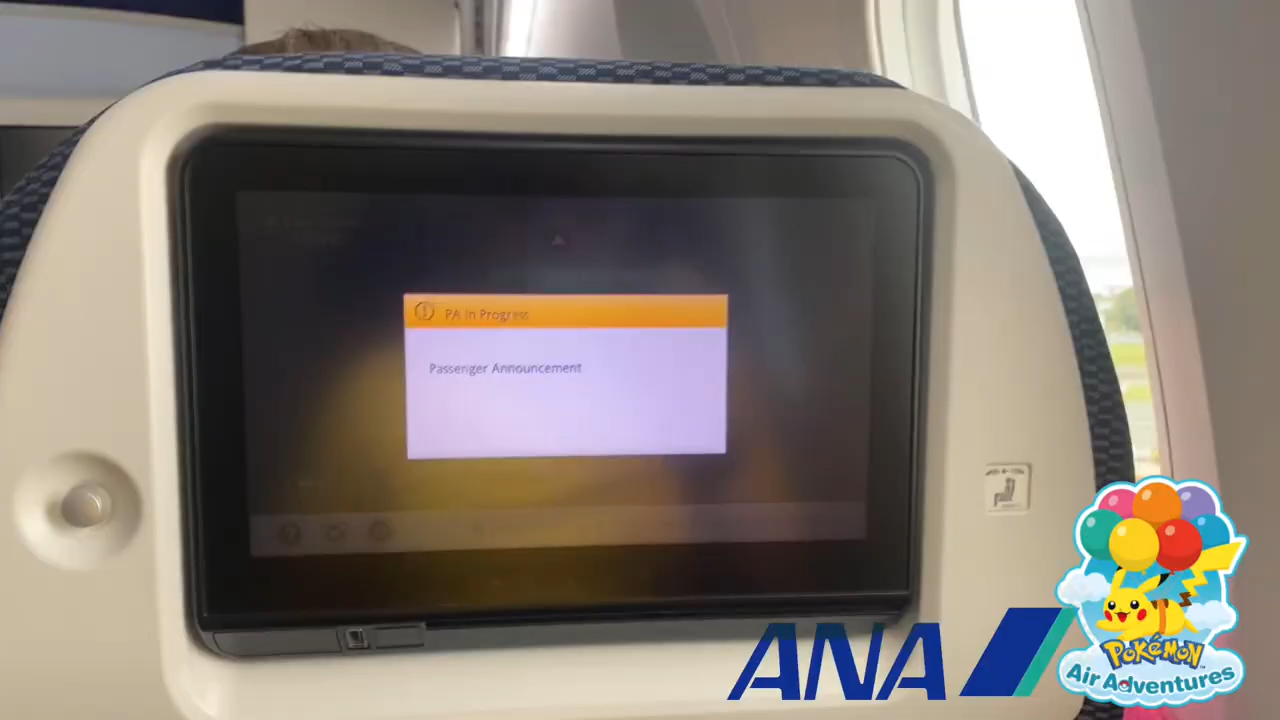 PA In Progress
Passenger Announcement
ANA
POKéMON
Air Adventures